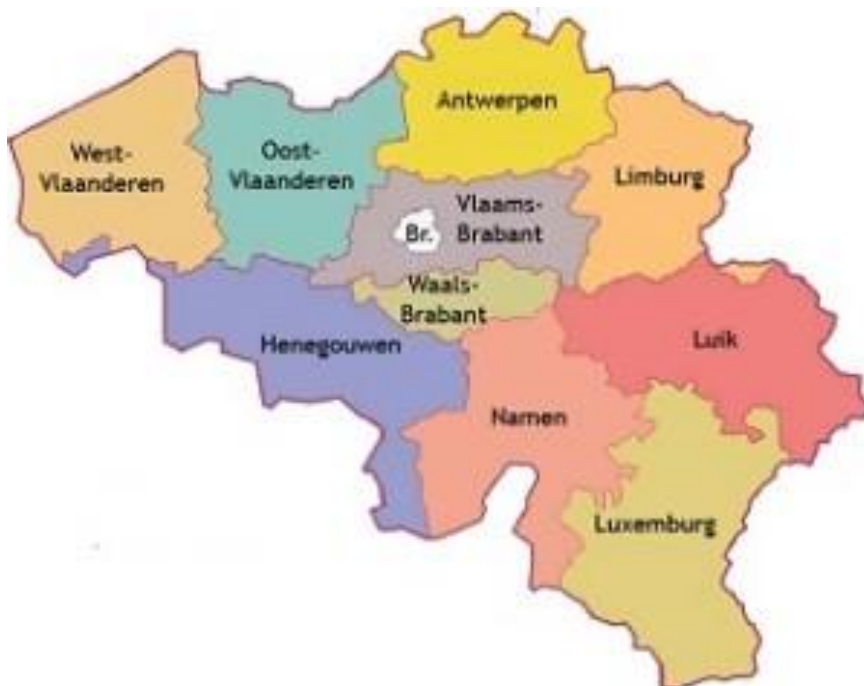 Antwerpen
West-
Vlaanderen
Oost-
Vlaanderen
Limburg
Vlaams-
Brabant
Br.
Waals-
Brabant
Henegouwen
Luik
Namen
Luxemburg